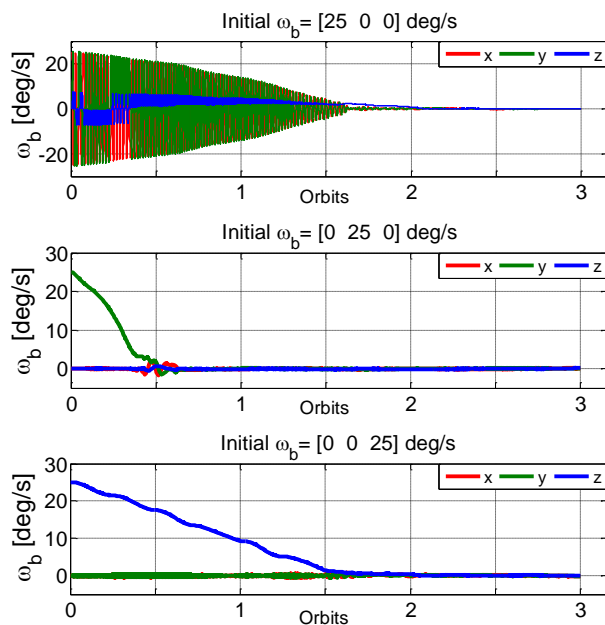 Initial ω_b= [25 0 0] deg/s
x y z
ω_b [deg/s]
20
0
-20
0 1 2 3
Orbits
Initial ω_b= [0 25 0] deg/s
x y z
ω_b [deg/s]
30
20
10
0
0 1 2 3
Orbits
Initial ω_b= [0 0 25] deg/s
x y z
ω_b [deg/s]
30
20
10
0
0 1 2 3
Orbits